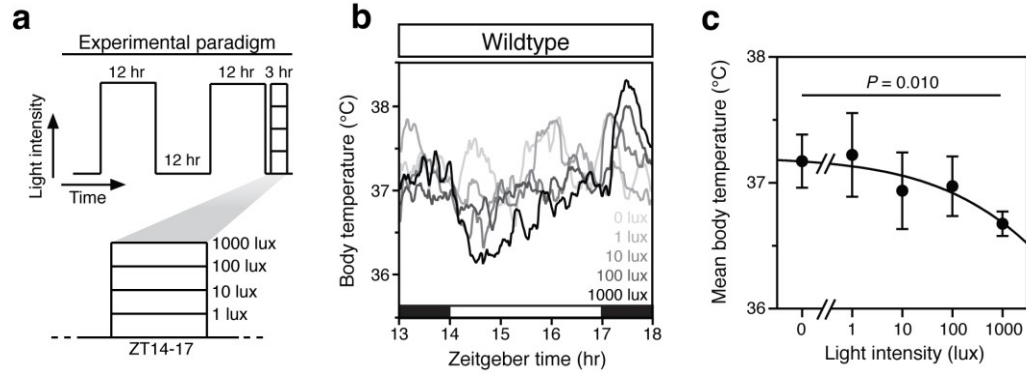 a
Experimental paradigm
12 hr
12 hr
3 hr
12 hr
Light intensity
Time
1000 lux
100 lux
10 lux
1 lux
ZT14-17
b
Wildtype
Body temperature (°C)
38
37
36
0 lux
1 lux
10 lux
100 lux
1000 lux
13
14
15
16
17
18
Zeitgeber time (hr)
c
Mean body temperature (°C)
38
37
36
P = 0.010
0
1
10
100
1000
Light intensity (lux)